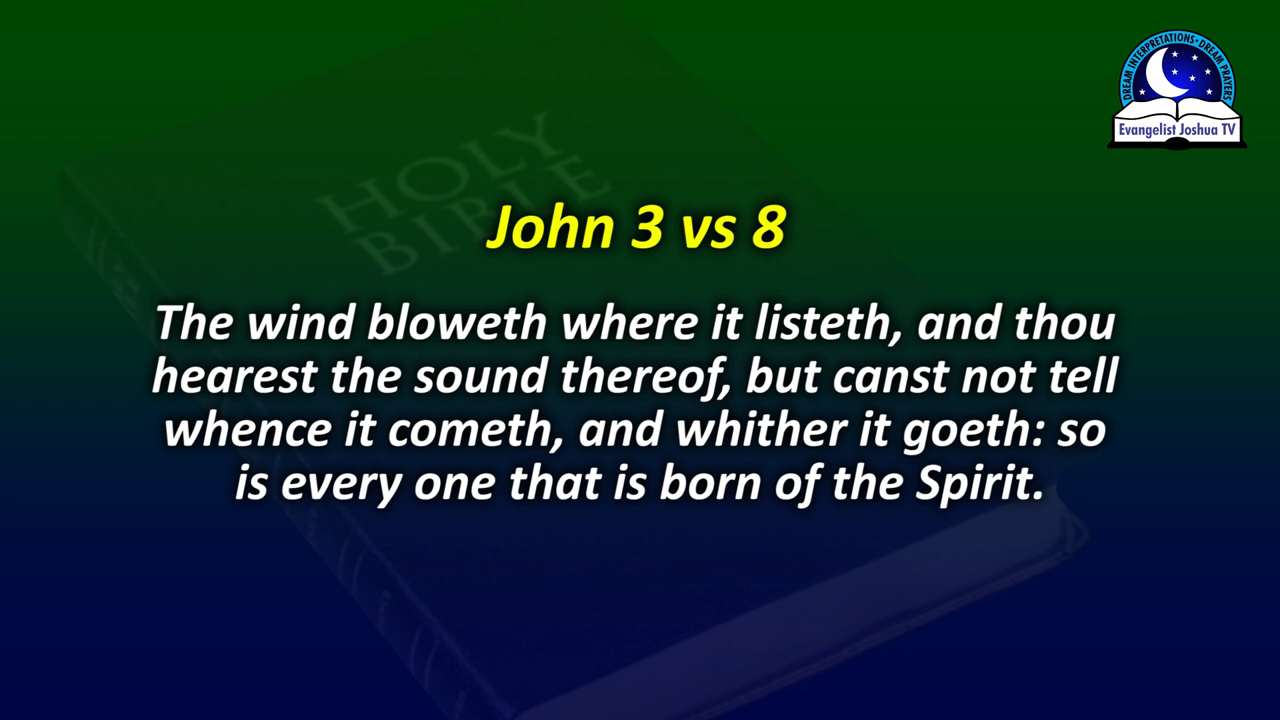 DREAM INTERPRETATIONS • DREAM PRAYERS
Evangelist Joshua TV
HOLY
BIBLE
John 3 vs 8
The wind bloweth where it listeth, and thou
hearest the sound thereof, but canst not tell
whence it cometh, and whither it goeth: so
is every one that is born of the Spirit.